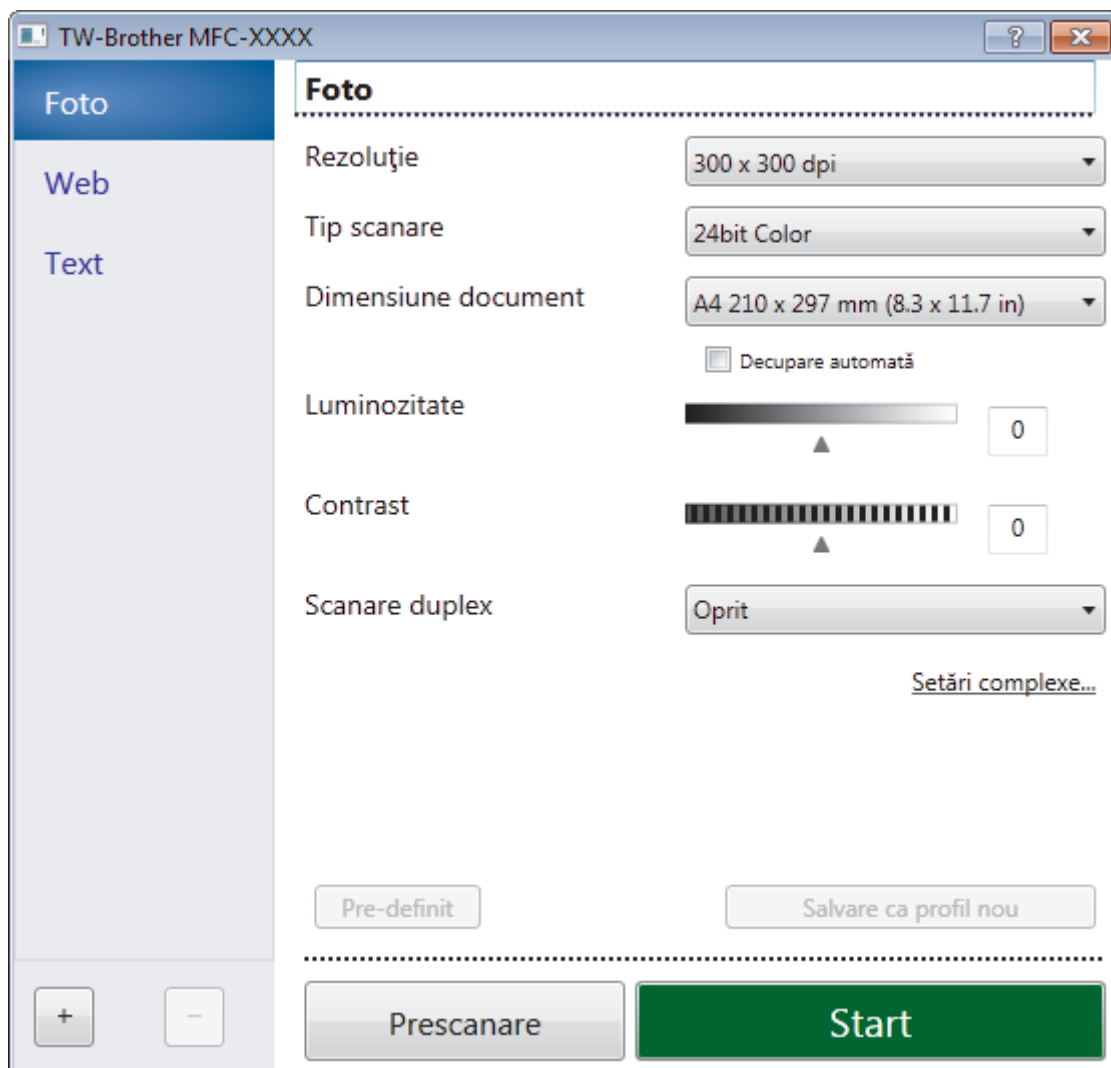 TW-Brother MFC-XXXX
?
Foto
Web
Text
Foto
Rezoluţie
300 x 300 dpi
Tip scanare
24bit Color
Dimensiune document
A4 210 x 297 mm (8.3 x 11.7 in)
Decupare automată
Luminozitate
0
Contrast
0
Scanare duplex
Oprit
Setări complexe...
Pre-definit
Salvare ca profil nou
+
−
Prescanare
Start